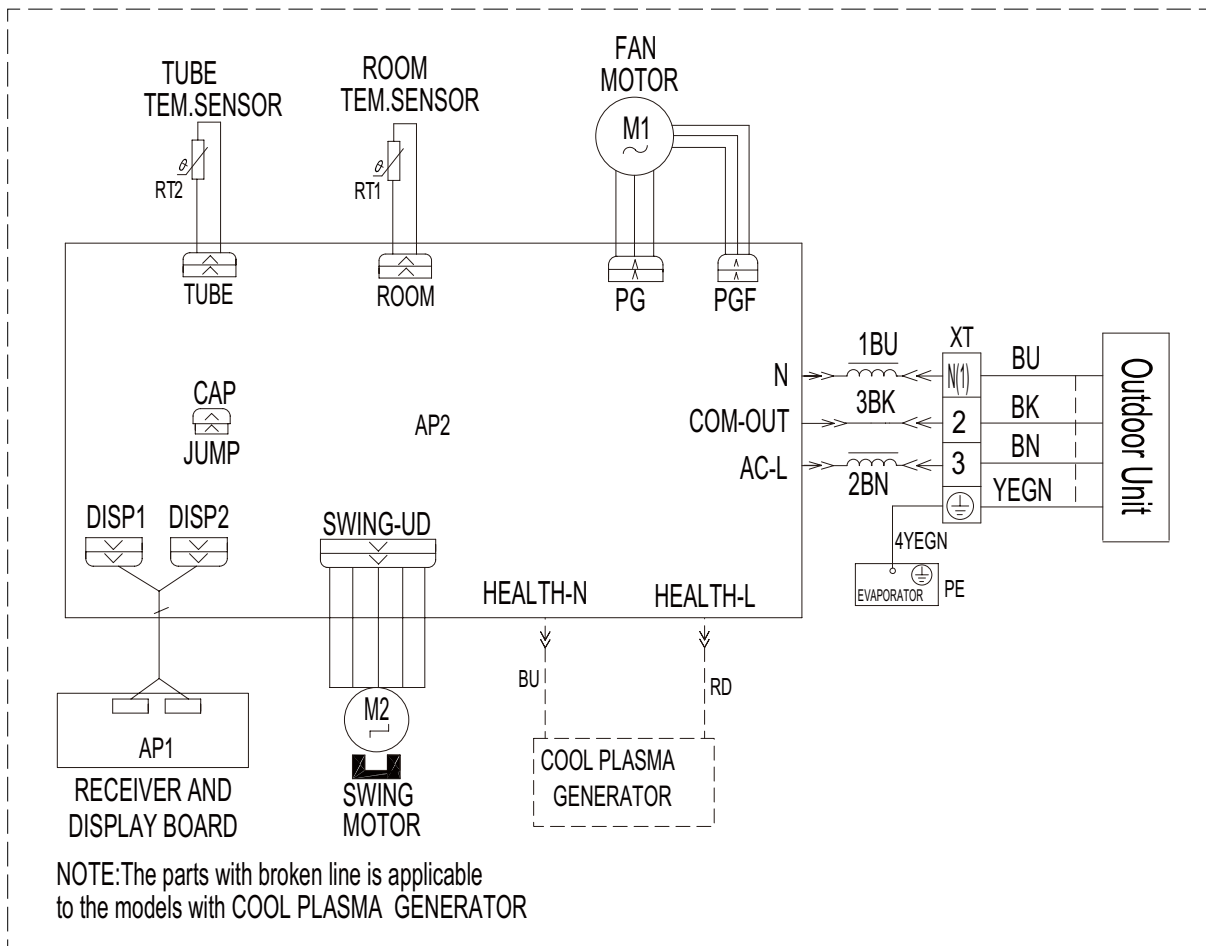 TUBE
TEM.SENSOR
ROOM
TEM.SENSOR
FAN
MOTOR
M1
θ
RT2
θ
RT1
TUBE
ROOM
PG
PGF
CAP
JUMP
AP2
N
COM-OUT
AC-L
1BU
3BK
2BN
XT
N(1)
2
3
BU
BK
BN
YEGN
Outdoor Unit
4YEGN
EVAPORATOR
PE
DISP1
DISP2
SWING-UD
HEALTH-N
HEALTH-L
BU
RD
AP1
RECEIVER AND
DISPLAY BOARD
M2
SWING
MOTOR
COOL PLASMA
GENERATOR
NOTE:The parts with broken line is applicable
to the models with COOL PLASMA GENERATOR